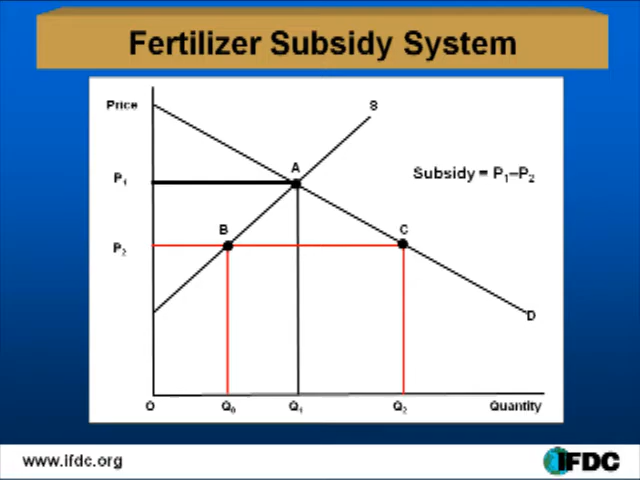 Fertilizer Subsidy System
Price
S
A
P₁
Subsidy = P₁–P₂
B
C
P₂
D
O
Q₀
Q₁
Q₂
Quantity
www.ifdc.org
IFDC